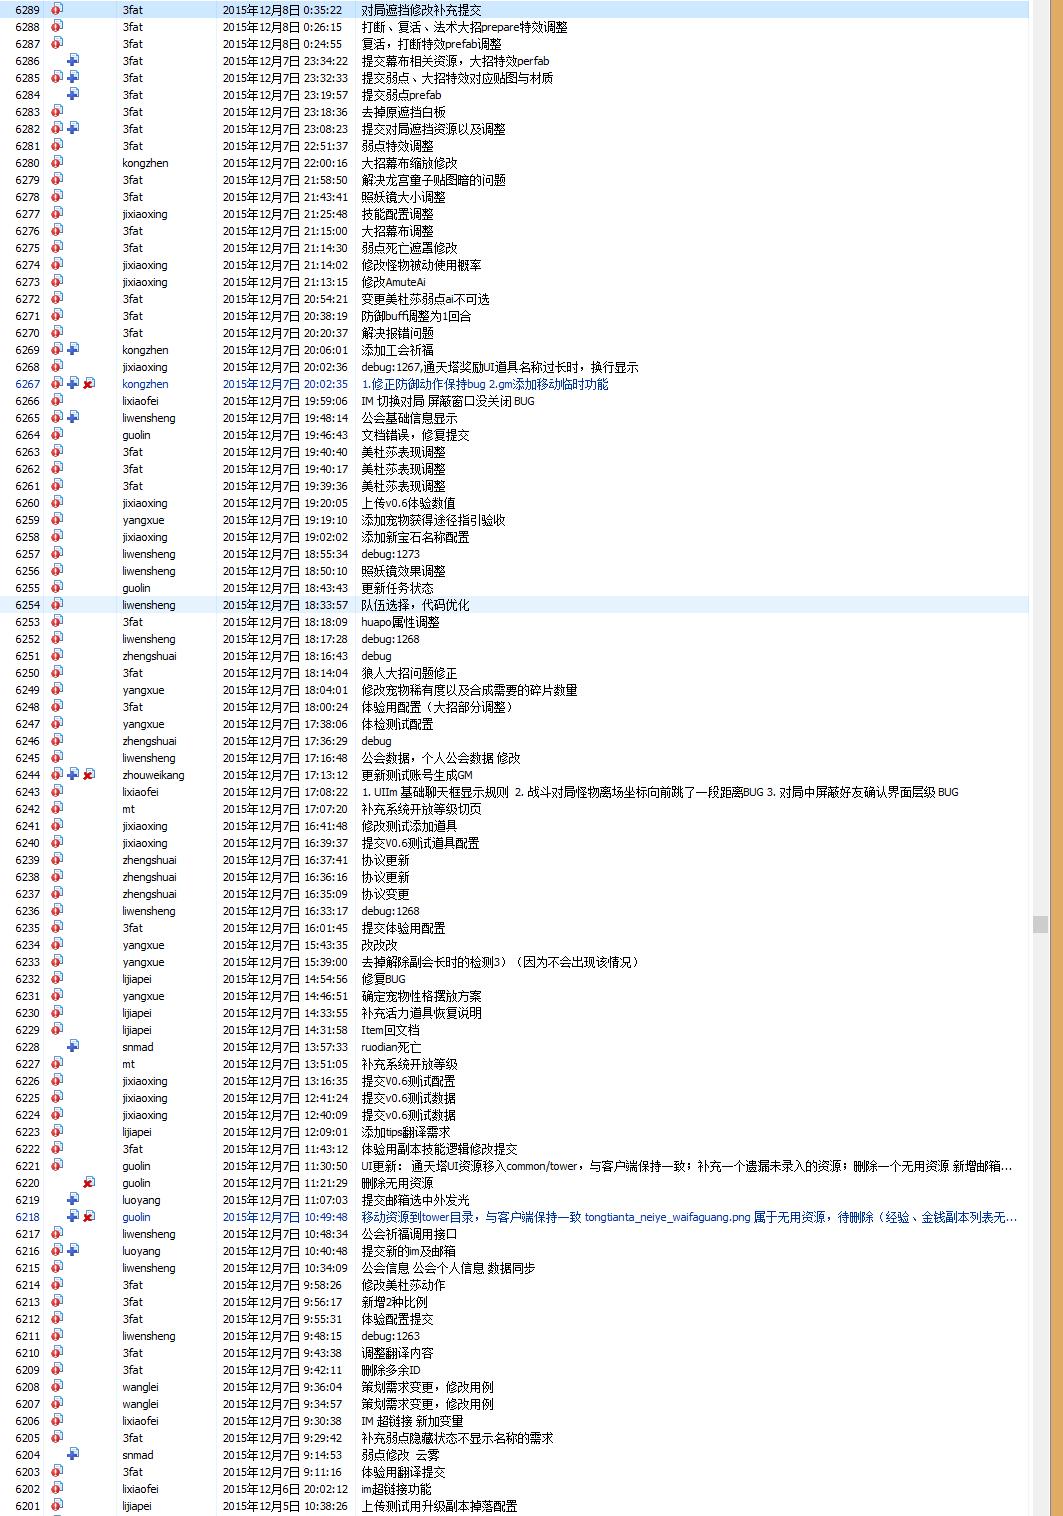 6289 3fat 2015年12月8日 0:35:22 对局遮挡修改补充提交
6288 3fat 2015年12月8日 0:26:15 打断、复活、法术大招prepare特效调整
6287 3fat 2015年12月8日 0:24:55 复活，打断特效prefab调整
6286 3fat 2015年12月7日 23:34:22 提交幕布相关资源，大招特效perfab
6285 3fat 2015年12月7日 23:32:33 提交弱点、大招特效对应贴图与材质
6284 3fat 2015年12月7日 23:19:57 提交弱点prefab
6283 3fat 2015年12月7日 23:18:36 去掉原遮挡白板
6282 3fat 2015年12月7日 23:08:23 提交对局遮挡资源以及调整
6281 3fat 2015年12月7日 22:51:37 弱点特效调整
6280 kongzhen 2015年12月7日 22:00:16 大招幕布缩放修改
6279 3fat 2015年12月7日 21:58:50 解决龙宫童子贴图暗的问题
6278 3fat 2015年12月7日 21:43:41 照妖镜大小调整
6277 jixiaoxing 2015年12月7日 21:25:48 技能配置调整
6276 3fat 2015年12月7日 21:15:00 大招幕布调整
6275 3fat 2015年12月7日 21:14:30 弱点死亡遮罩修改
6274 jixiaoxing 2015年12月7日 21:14:02 修改怪物被动使用概率
6273 jixiaoxing 2015年12月7日 21:13:15 修改AmuteAi
6272 3fat 2015年12月7日 20:54:21 变更美杜莎弱点ai不可选
6271 3fat 2015年12月7日 20:38:19 防御buff调整为1回合
6270 3fat 2015年12月7日 20:20:37 解决报错问题
6269 kongzhen 2015年12月7日 20:06:01 添加工会祈福
6268 jixiaoxing 2015年12月7日 20:02:36 debug:1267,通天塔奖励UI道具名称过长时，换行显示
6267 kongzhen 2015年12月7日 20:02:35 1.修正防御动作保持bug 2.gm添加移动临时功能
6266 lixiaofei 2015年12月7日 19:59:06 IM 切换对局 屏蔽窗口没关闭 BUG
6265 liwensheng 2015年12月7日 19:48:14 公会基础信息显示
6264 guolin 2015年12月7日 19:46:43 文档错误，修复提交
6263 3fat 2015年12月7日 19:40:40 美杜莎表现调整
6262 3fat 2015年12月7日 19:40:17 美杜莎表现调整
6261 3fat 2015年12月7日 19:39:36 美杜莎表现调整
6260 jixiaoxing 2015年12月7日 19:20:05 上传v0.6体验数值
6259 yangxue 2015年12月7日 19:19:10 添加宠物获得途径指引验收
6258 jixiaoxing 2015年12月7日 19:02:02 添加新宝石名称配置
6257 liwensheng 2015年12月7日 18:55:34 debug:1273
6256 liwensheng 2015年12月7日 18:50:10 照妖镜效果调整
6255 guolin 2015年12月7日 18:43:43 更新任务状态
6254 liwensheng 2015年12月7日 18:33:57 队伍选择，代码优化
6253 3fat 2015年12月7日 18:18:09 huapo属性调整
6252 liwensheng 2015年12月7日 18:17:28 debug:1268
6251 zhengshuai 2015年12月7日 18:16:43 debug
6250 3fat 2015年12月7日 18:14:04 狼人大招问题修正
6249 yangxue 2015年12月7日 18:04:01 修改宠物稀有度以及合成需要的碎片数量
6248 3fat 2015年12月7日 18:00:24 体验用配置（大招部分调整）
6247 yangxue 2015年12月7日 17:38:06 体检测试配置
6246 zhengshuai 2015年12月7日 17:36:29 debug
6245 liwensheng 2015年12月7日 17:16:48 公会数据，个人公会数据 修改
6244 zhouweikang 2015年12月7日 17:13:12 更新测试账号生成GM
6243 lixiaofei 2015年12月7日 17:08:22 1. UIIm 基础聊天框显示规则 2. 战斗对局怪物离场坐标向前跳了一段距离BUG 3. 对局中屏蔽好友确认界面层级 BUG
6242 mt 2015年12月7日 17:07:20 补充系统开放等级切页
6241 jixiaoxing 2015年12月7日 16:41:48 修改测试添加道具
6240 jixiaoxing 2015年12月7日 16:39:37 提交V0.6测试道具配置
6239 zhengshuai 2015年12月7日 16:37:41 协议更新
6238 zhengshuai 2015年12月7日 16:36:16 协议更新
6237 zhengshuai 2015年12月7日 16:35:09 协议变更
6236 liwensheng 2015年12月7日 16:33:17 debug:1268
6235 3fat 2015年12月7日 16:01:45 提交体验用配置
6234 yangxue 2015年12月7日 15:43:35 改改改
6233 yangxue 2015年12月7日 15:39:00 去掉解除副会长时的检测3）（因为不会出现该情况）
6232 lijiapei 2015年12月7日 14:54:56 修复BUG
6231 yangxue 2015年12月7日 14:46:51 确定宠物性格摆放方案
6230 lijiapei 2015年12月7日 14:33:55 补充活力道具恢复说明
6229 lijiapei 2015年12月7日 14:31:58 Item回文档
6228 snmad 2015年12月7日 13:57:33 ruodian死亡
6227 mt 2015年12月7日 13:51:05 补充系统开放等级
6226 jixiaoxing 2015年12月7日 13:16:35 提交V0.6测试配置
6225 jixiaoxing 2015年12月7日 12:41:24 提交v0.6测试数据
6224 jixiaoxing 2015年12月7日 12:40:09 提交v0.6测试数据
6223 lijiapei 2015年12月7日 12:09:01 添加tips翻译需求
6222 3fat 2015年12月7日 11:43:12 体验用副本技能逻辑修改提交
6221 guolin 2015年12月7日 11:30:50 UI更新： 通天塔UI资源移入common/tower，与客户端保持一致；补充一个遗漏未录入的资源；删除一个无用资源 新增邮箱...
6220 guolin 2015年12月7日 11:21:29 删除无用资源
6219 luoyang 2015年12月7日 11:07:03 提交邮箱选中外发光
6218 guolin 2015年12月7日 10:49:48 移动资源到tower目录，与客户端保持一致 tongtianta_neiye_waifaguang.png 属于无用资源，待删除（经验、金钱副本列表无...
6217 liwensheng 2015年12月7日 10:48:34 公会祈福调用接口
6216 luoyang 2015年12月7日 10:40:48 提交新的im及邮箱
6215 liwensheng 2015年12月7日 10:34:09 公会信息 公会个人信息 数据同步
6214 3fat 2015年12月7日 9:58:26 修改美杜莎动作
6213 3fat 2015年12月7日 9:56:17 新增2种比例
6212 3fat 2015年12月7日 9:55:31 体验配置提交
6211 liwensheng 2015年12月7日 9:48:15 debug:1263
6210 3fat 2015年12月7日 9:43:38 调整翻译内容
6209 3fat 2015年12月7日 9:42:11 删除多余ID
6208 wanglei 2015年12月7日 9:36:04 策划需求变更，修改用例
6207 wanglei 2015年12月7日 9:34:57 策划需求变更，修改用例
6206 lixiaofei 2015年12月7日 9:30:38 IM 超链接 新加变量
6205 3fat 2015年12月7日 9:29:42 补充弱点隐藏状态不显示名称的需求
6204 snmad 2015年12月7日 9:14:53 弱点修改 云雾
6203 3fat 2015年12月7日 9:11:16 体验用翻译提交
6202 lixiaofei 2015年12月6日 20:02:12 im超链接功能
6201 lijiapei 2015年12月5日 10:38:26 上传测试用升级副本掉落配置